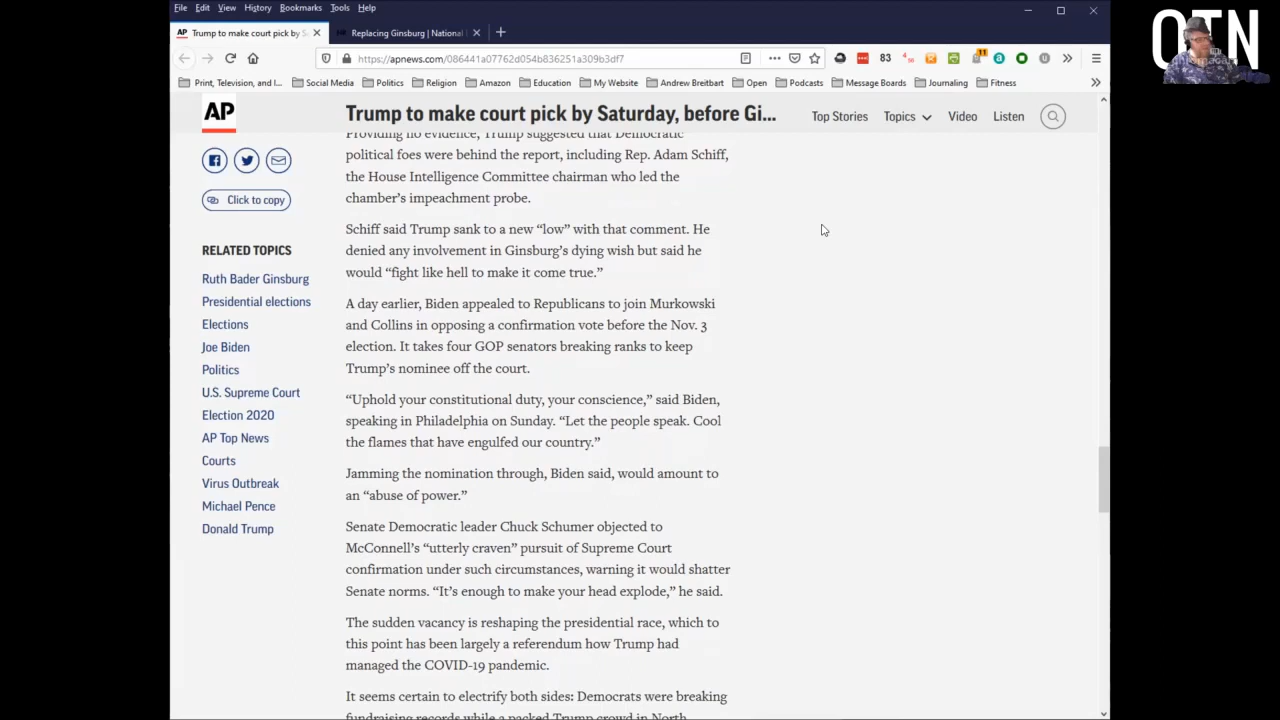 File Edit View History Bookmarks Tools Help
AP Trump to make court pick by S
Replacing Ginsburg | National
https://apnews.com/086441a07762d054b836251a309b3df7
83
11
Print, Television, and I... Social Media Politics Religion Amazon Education My Website Andrew Breitbart Open Podcasts Message Boards Journaling Fitness
OTN
AP
Trump to make court pick by Saturday, before Gi...
Top Stories Topics Video Listen
Click to copy
RELATED TOPICS
Ruth Bader Ginsburg
Presidential elections
Elections
Joe Biden
Politics
U.S. Supreme Court
Election 2020
AP Top News
Courts
Virus Outbreak
Michael Pence
Donald Trump
Providing no evidence, Trump suggested that Democratic
political foes were behind the report, including Rep. Adam Schiff,
the House Intelligence Committee chairman who led the
chamber’s impeachment probe.
Schiff said Trump sank to a new “low” with that comment. He
denied any involvement in Ginsburg’s dying wish but said he
would “fight like hell to make it come true.”
A day earlier, Biden appealed to Republicans to join Murkowski
and Collins in opposing a confirmation vote before the Nov. 3
election. It takes four GOP senators breaking ranks to keep
Trump’s nominee off the court.
“Uphold your constitutional duty, your conscience,” said Biden,
speaking in Philadelphia on Sunday. “Let the people speak. Cool
the flames that have engulfed our country.”
Jamming the nomination through, Biden said, would amount to
an “abuse of power.”
Senate Democratic leader Chuck Schumer objected to
McConnell’s “utterly craven” pursuit of Supreme Court
confirmation under such circumstances, warning it would shatter
Senate norms. “It’s enough to make your head explode,” he said.
The sudden vacancy is reshaping the presidential race, which to
this point has been largely a referendum how Trump had
managed the COVID-19 pandemic.
It seems certain to electrify both sides: Democrats were breaking
fundraising records while a packed Trump crowd in North